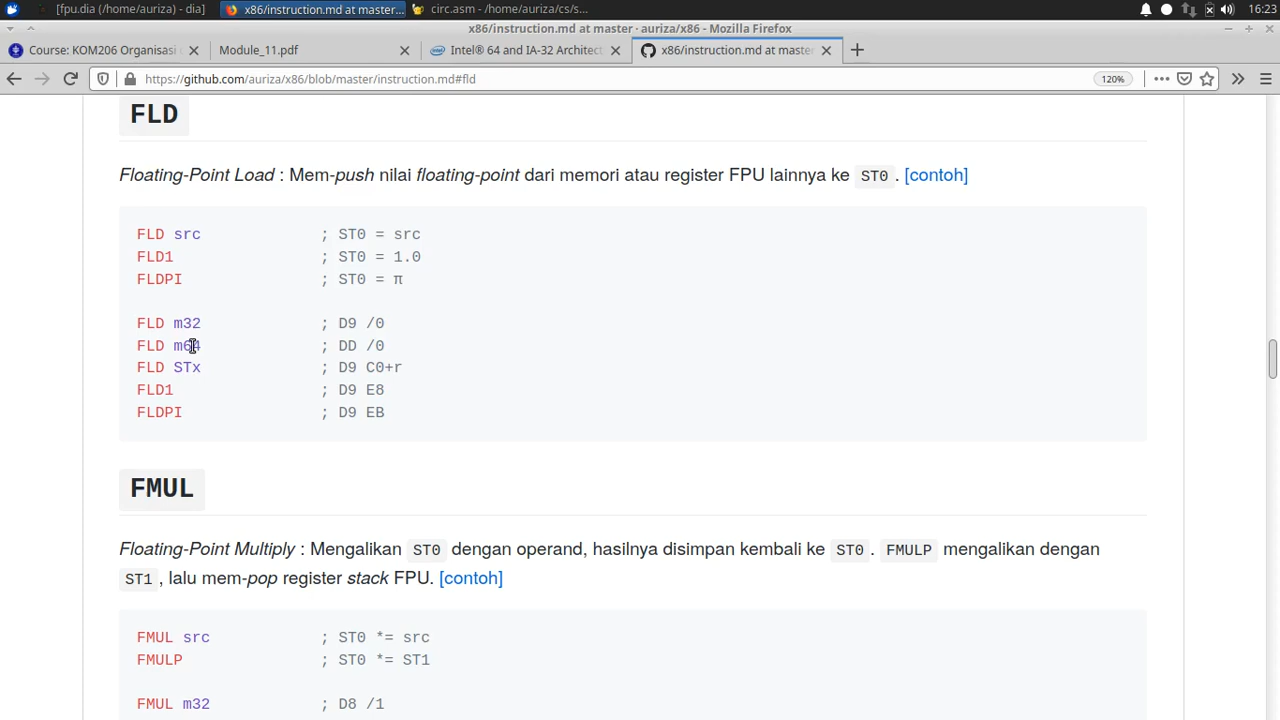 [fpu.dia (/home/auriza) - dia]
x86/instruction.md at master...
circ.asm - /home/auriza/cs/s...
16:23
x86/instruction.md at master · auriza/x86 - Mozilla Firefox
Course: KOM206 Organisasi
Module_11.pdf
Intel® 64 and IA-32 Architect
x86/instruction.md at master
https://github.com/auriza/x86/blob/master/instruction.md#fld
120%
FLD
Floating-Point Load : Mem-push nilai floating-point dari memori atau register FPU lainnya ke ST0 . [contoh]
FLD src ; ST0 = src
FLD1 ; ST0 = 1.0
FLDPI ; ST0 = π
FLD m32 ; D9 /0
FLD m64 ; DD /0
FLD STx ; D9 C0+r
FLD1 ; D9 E8
FLDPI ; D9 EB
FMUL
Floating-Point Multiply : Mengalikan ST0 dengan operand, hasilnya disimpan kembali ke ST0 . FMULP mengalikan dengan
ST1 , lalu mem-pop register stack FPU. [contoh]
FMUL src ; ST0 *= src
FMULP ; ST0 *= ST1
FMUL m32 ; D8 /1